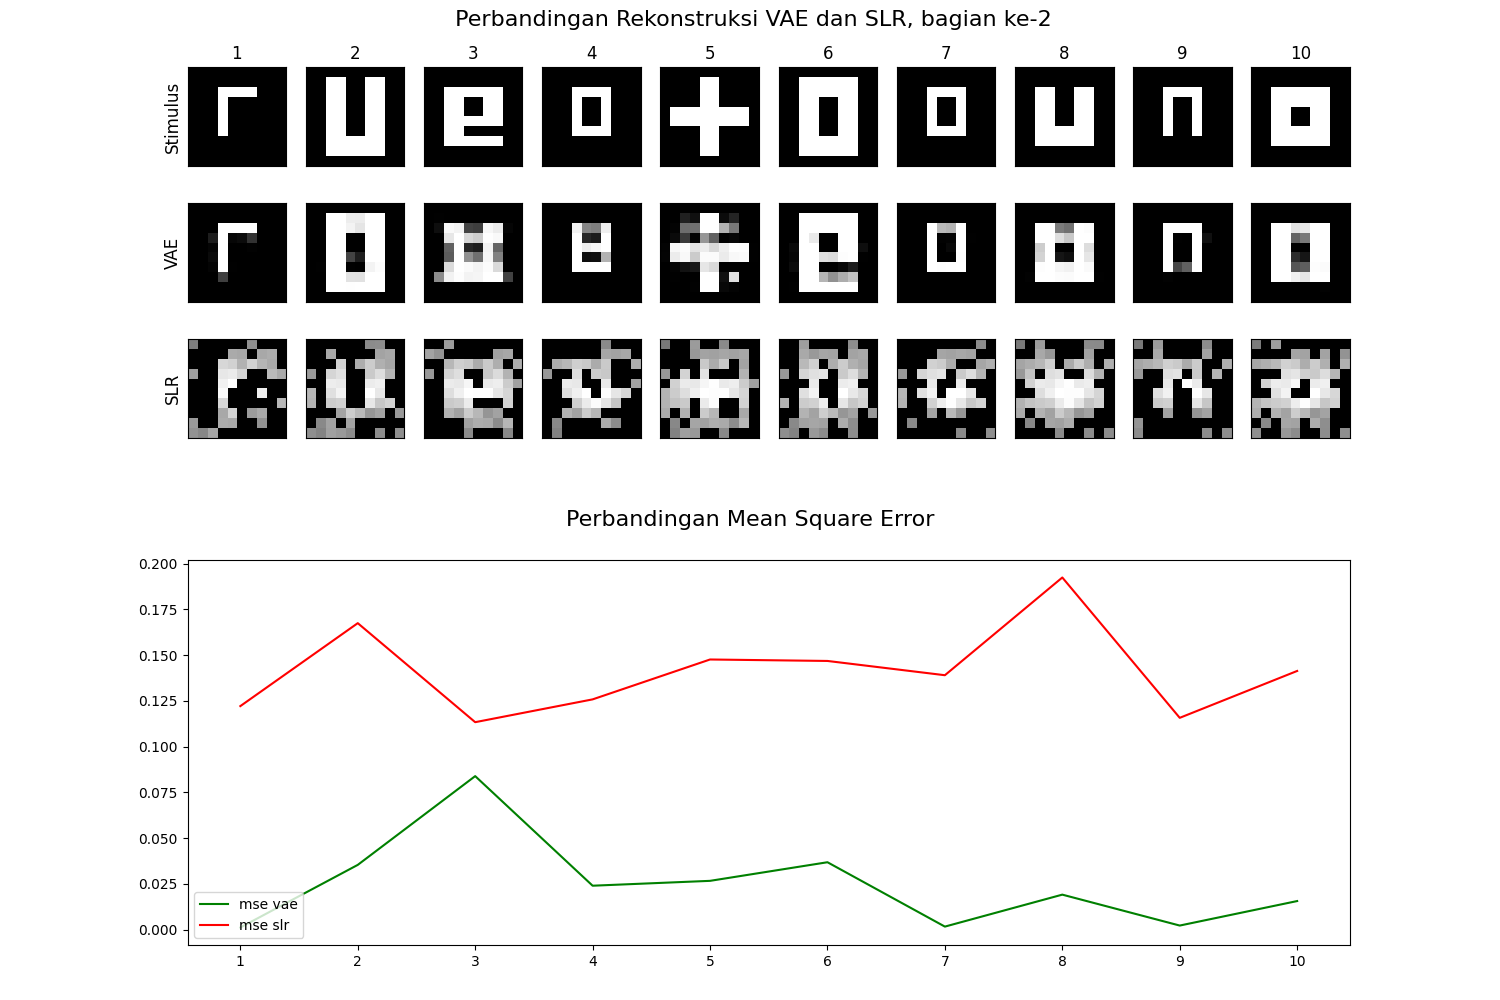 Perbandingan Rekonstruksi VAE dan SLR, bagian ke-2
1 2 3 4 5 6 7 8 9 10
Stimulus
VAE
SLR
Perbandingan Mean Square Error
0.200
0.175
0.150
0.125
0.100
0.075
0.050
0.025
0.000
mse vae
mse slr
1 2 3 4 5 6 7 8 9 10